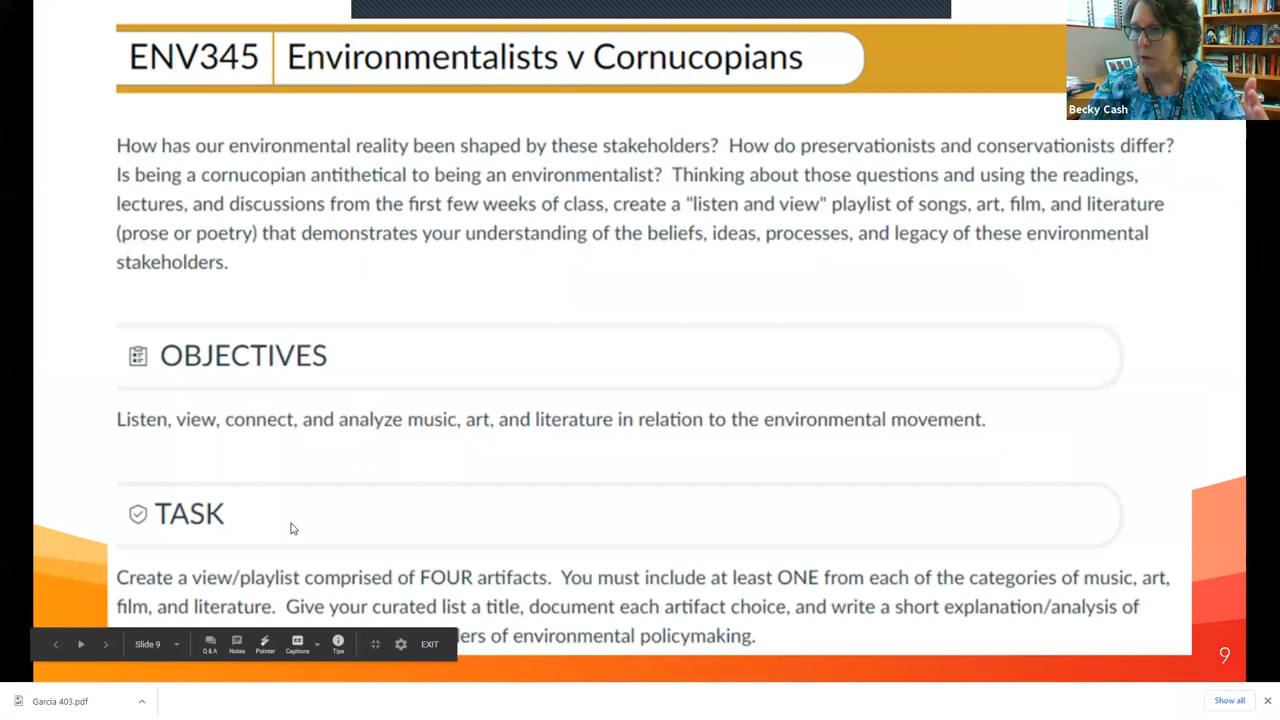 ENV345 Environmentalists v Cornucopians
Becky Cash
How has our environmental reality been shaped by these stakeholders? How do preservationists and conservationists differ?
Is being a cornucopian antithetical to being an environmentalist? Thinking about those questions and using the readings,
lectures, and discussions from the first few weeks of class, create a "listen and view" playlist of songs, art, film, and literature
(prose or poetry) that demonstrates your understanding of the beliefs, ideas, processes, and legacy of these environmental
stakeholders.
OBJECTIVES
Listen, view, connect, and analyze music, art, and literature in relation to the environmental movement.
TASK
Create a view/playlist comprised of FOUR artifacts. You must include at least ONE from each of the categories of music, art,
film, and literature. Give your curated list a title, document each artifact choice, and write a short explanation/analysis of
ers of environmental policymaking.
Slide 9
Q & A
Notes
Pointer
CC
Captions
Tips
EXIT
9
Garcia 403.pdf
Show all